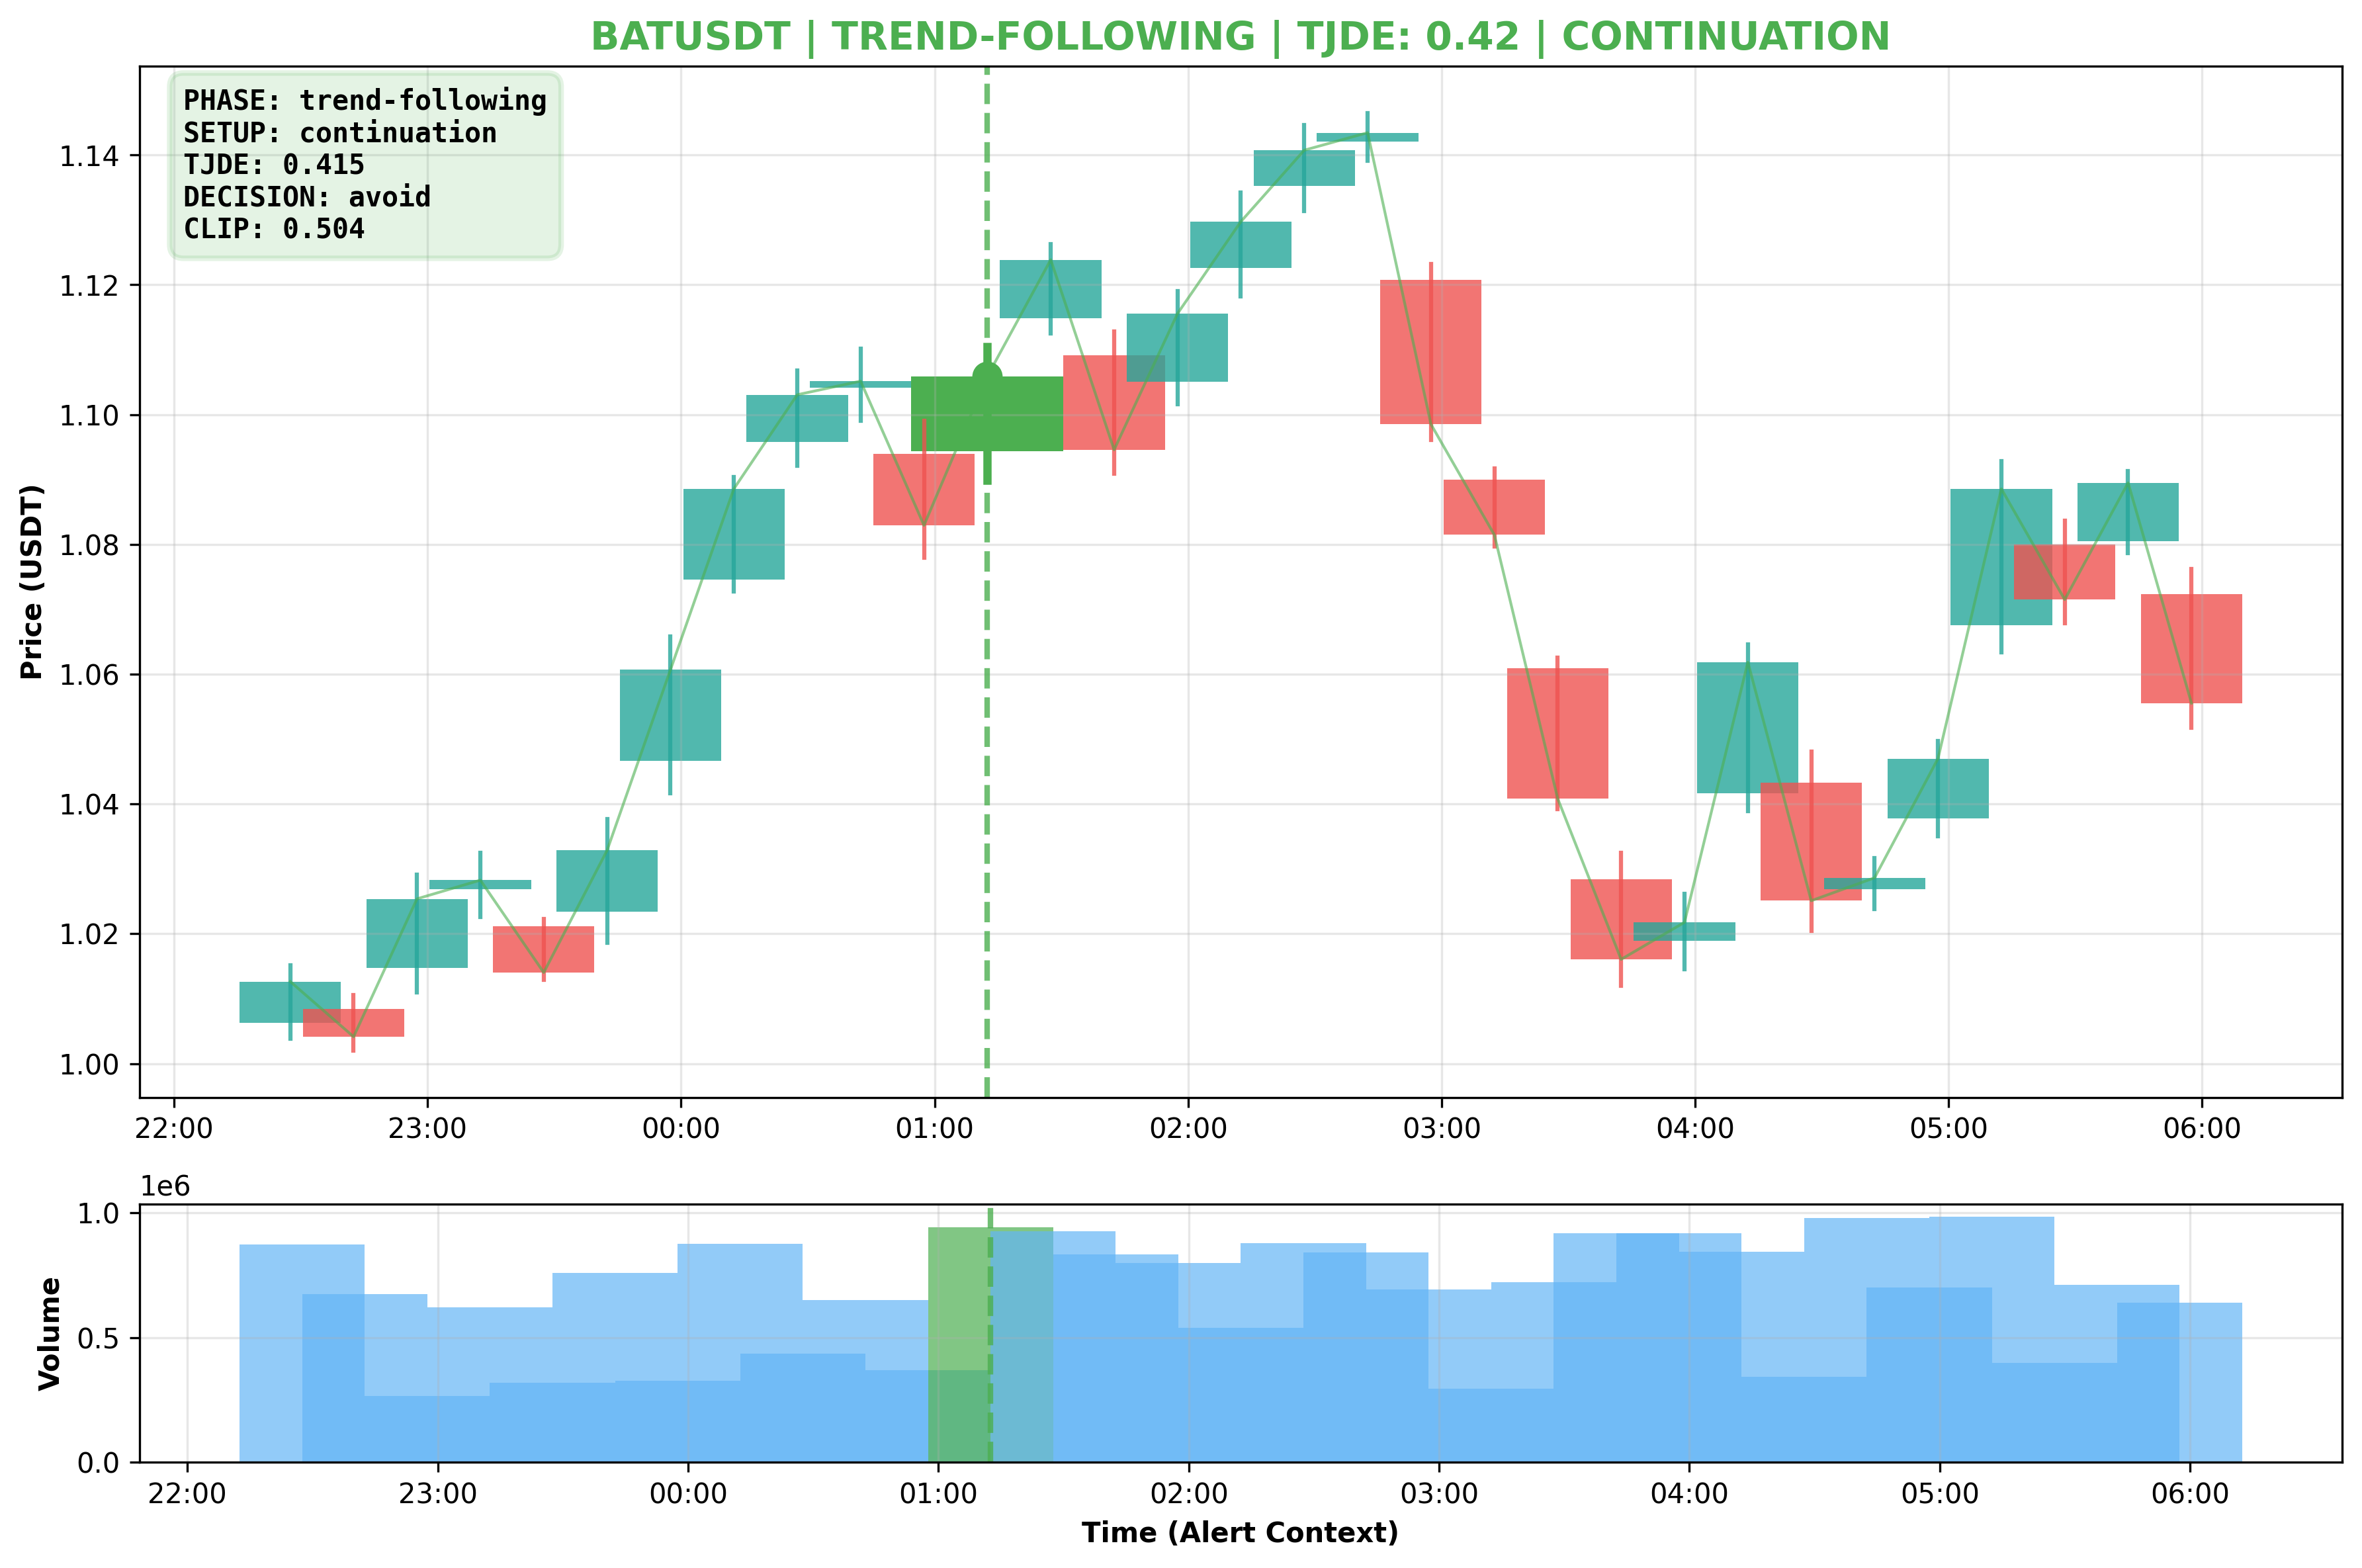 BATUSDT | TREND-FOLLOWING | TJDE: 0.42 | CONTINUATION
PHASE: trend-following
SETUP: continuation
TJDE: 0.415
DECISION: avoid
CLIP: 0.504
Price (USDT)
1.14
1.12
1.10
1.08
1.06
1.04
1.02
1.00
22:00 23:00 00:00 01:00 02:00 03:00 04:00 05:00 06:00
1e6
Volume
1.0
0.5
0.0
22:00 23:00 00:00 01:00 02:00 03:00 04:00 05:00 06:00
Time (Alert Context)